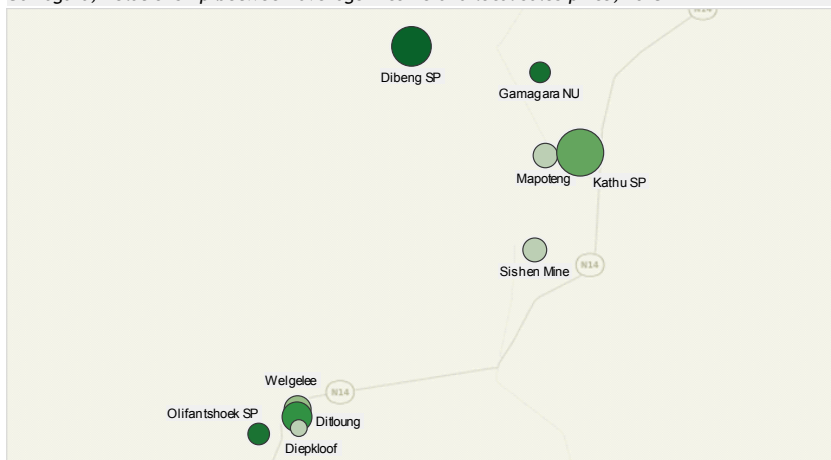 N14
Dibeng SP
Gamagara NU
Mapoteng
Kathu SP
Sishen Mine
N14
Welgelee
N14
Olifantshoek SP
Ditloung
Diepkloof